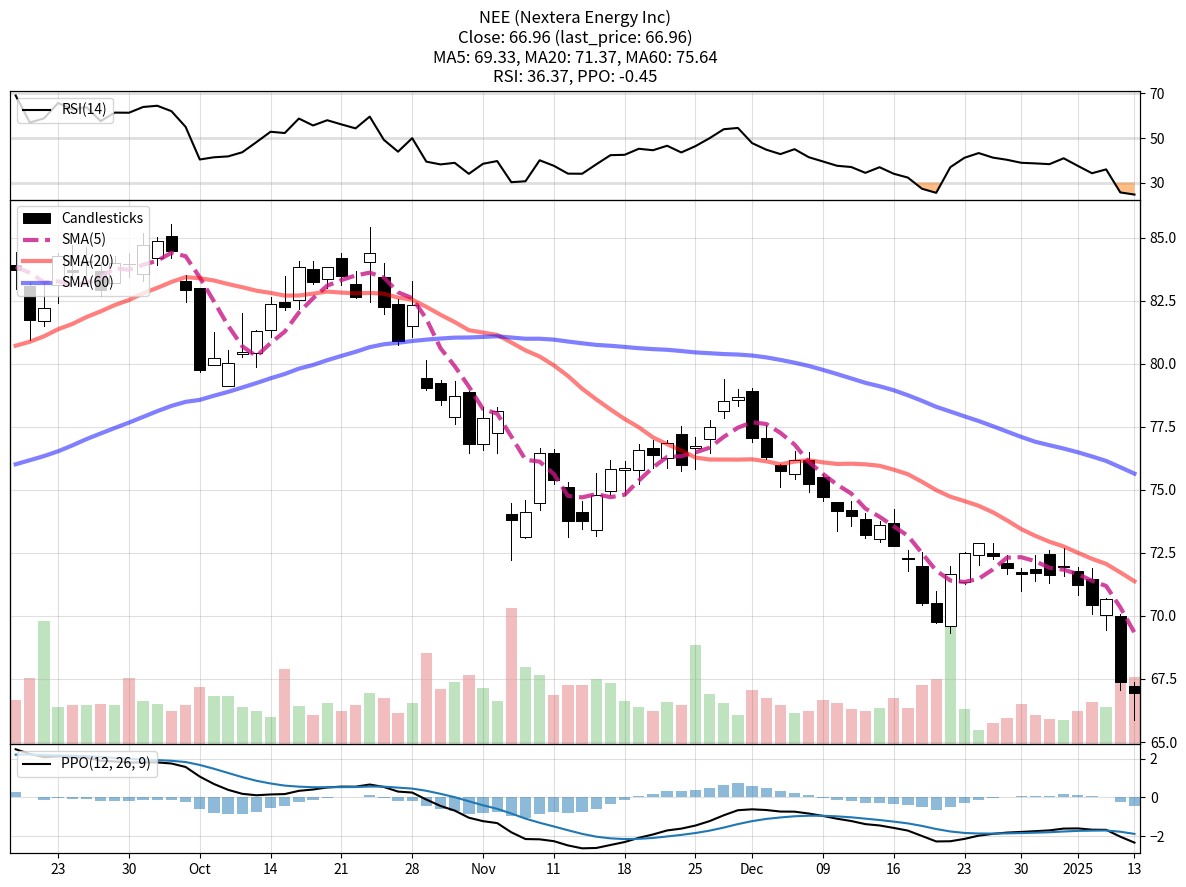 NEE (Nextera Energy Inc)
Close: 66.96 (last_price: 66.96)
MA5: 69.33, MA20: 71.37, MA60: 75.64
RSI: 36.37, PPO: -0.45
RSI(14)
70
50
30
Candlesticks
SMA(5)
SMA(20)
SMA(60)
85.0
82.5
80.0
77.5
75.0
72.5
70.0
67.5
65.0
PPO(12, 26, 9)
2
0
−2
23 30 Oct 14 21 28 Nov 11 18 25 Dec 09 16 23 30 2025 13